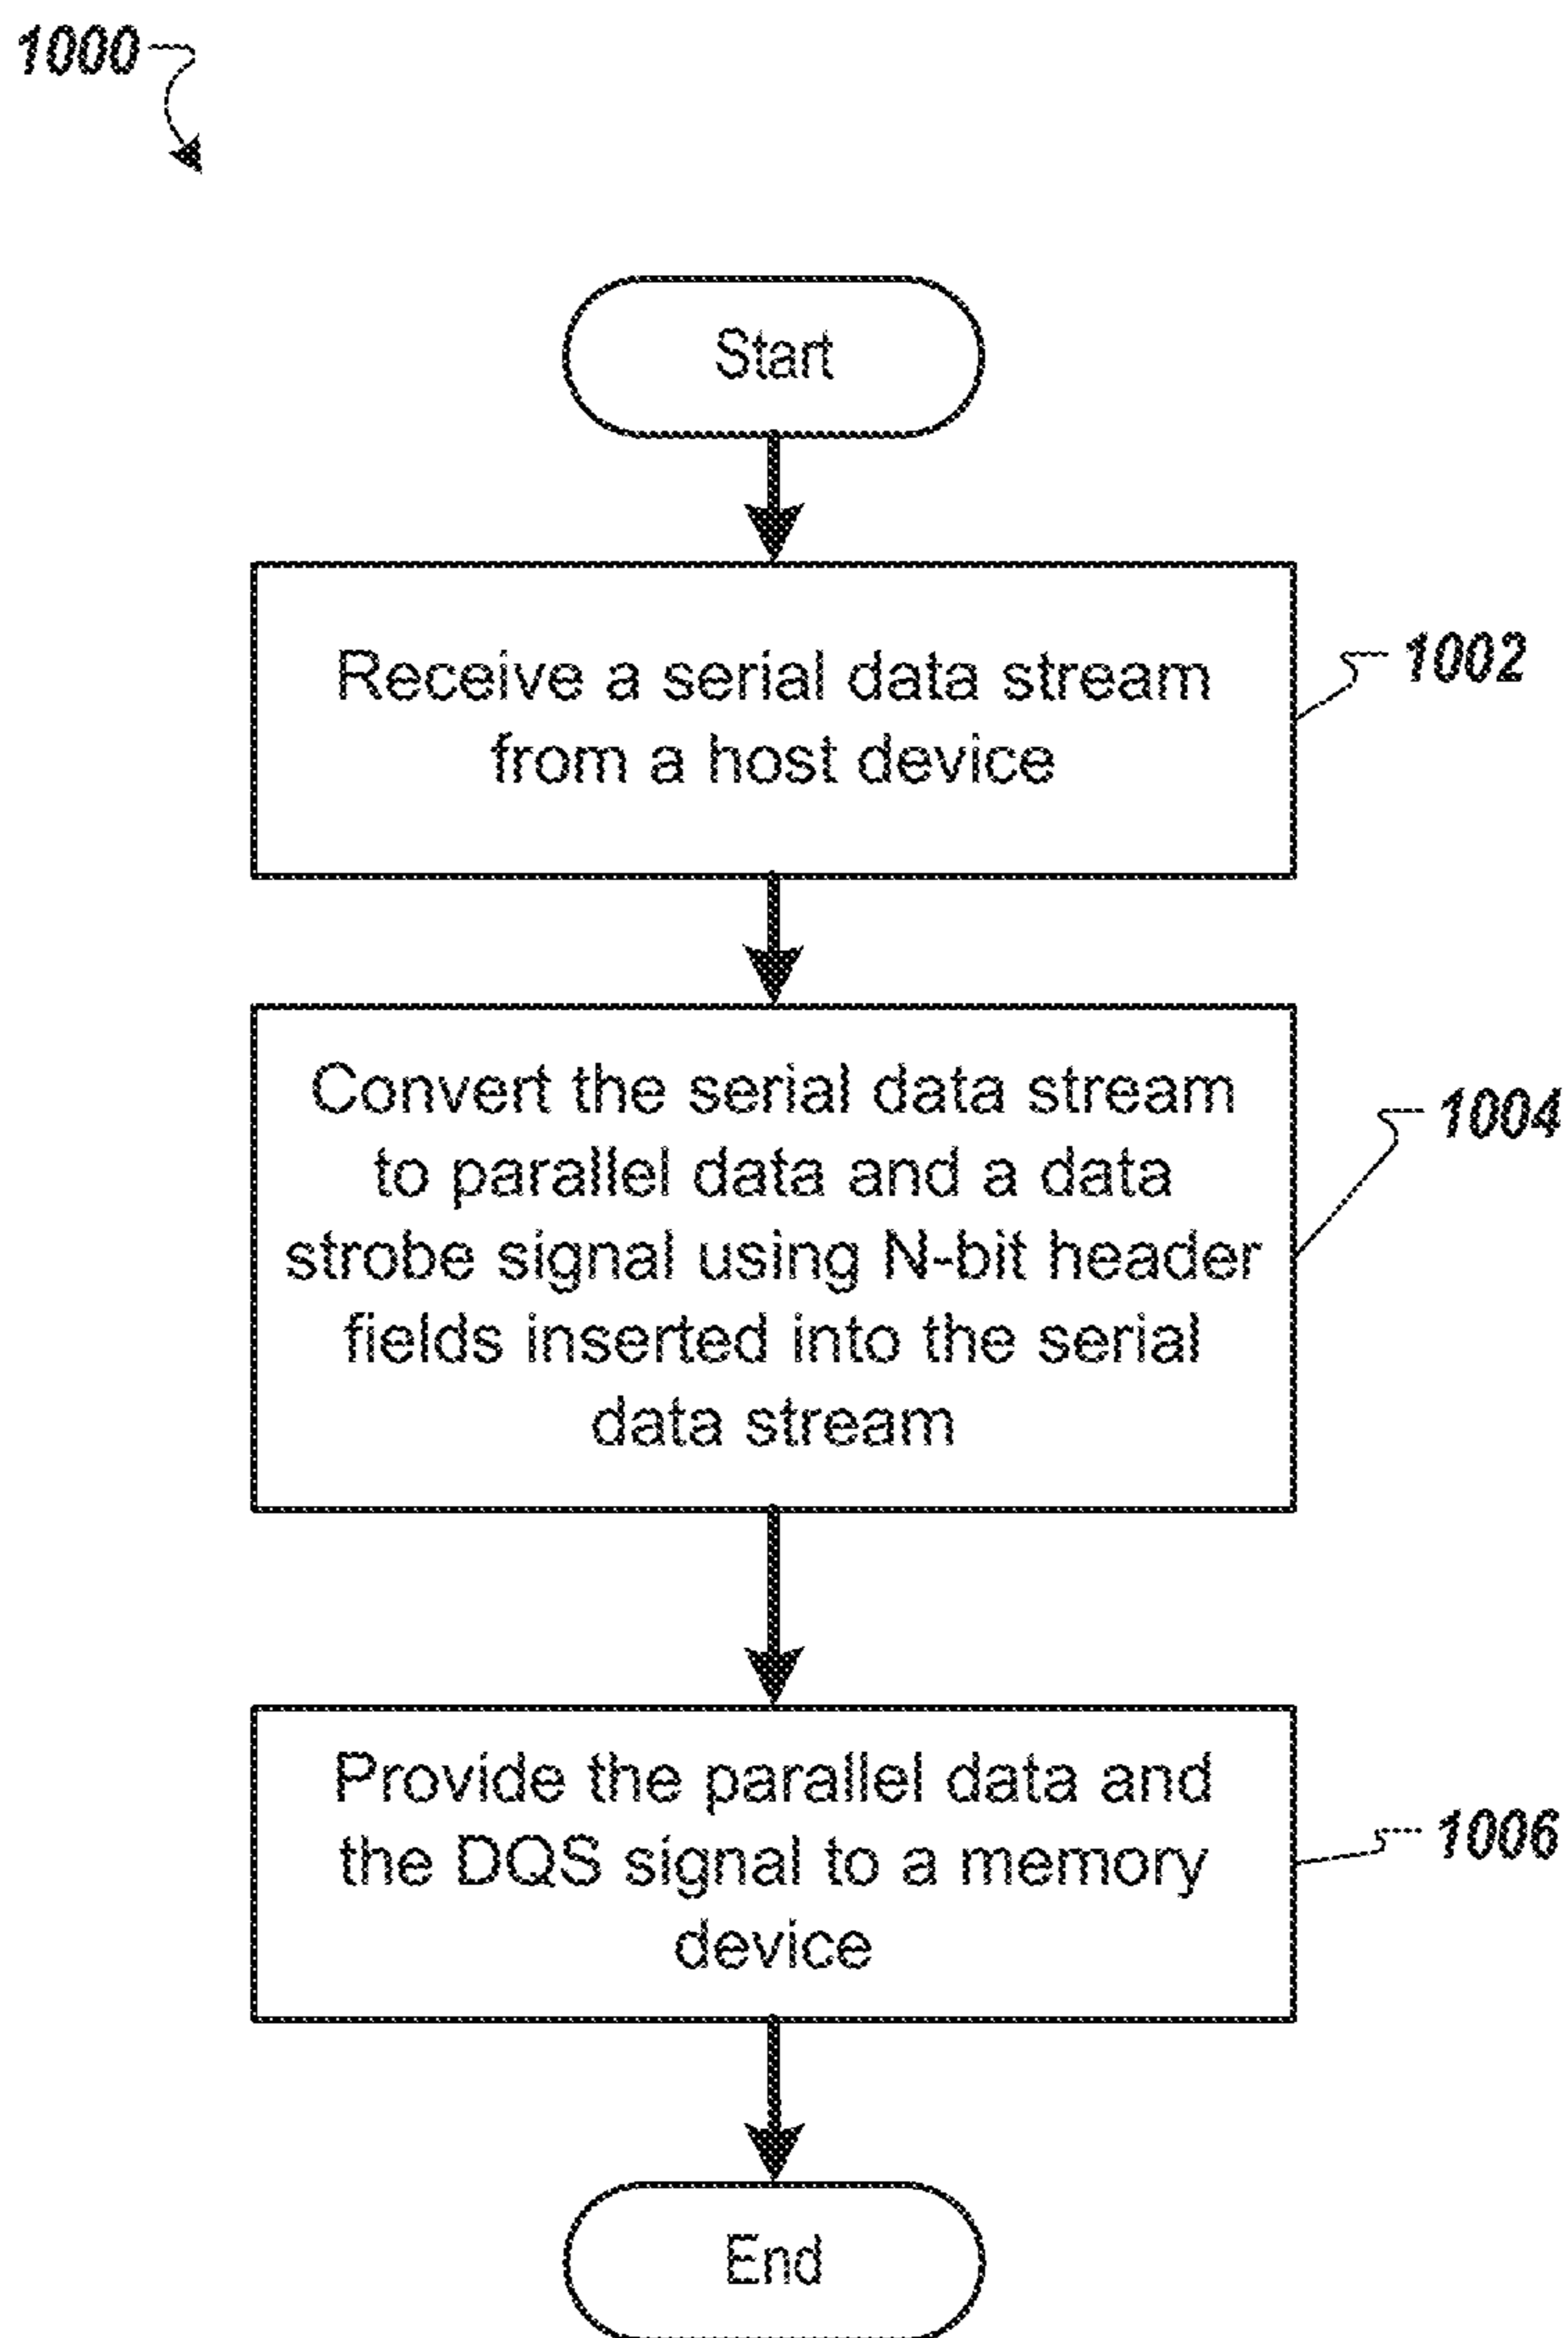 1000
Start
Receive a serial data stream
from a host device
1002
Convert the serial data stream
to parallel data and a data
strobe signal using N-bit header
fields inserted into the serial
data stream
1004
Provide the parallel data and
the DQS signal to a memory
device
1006
End